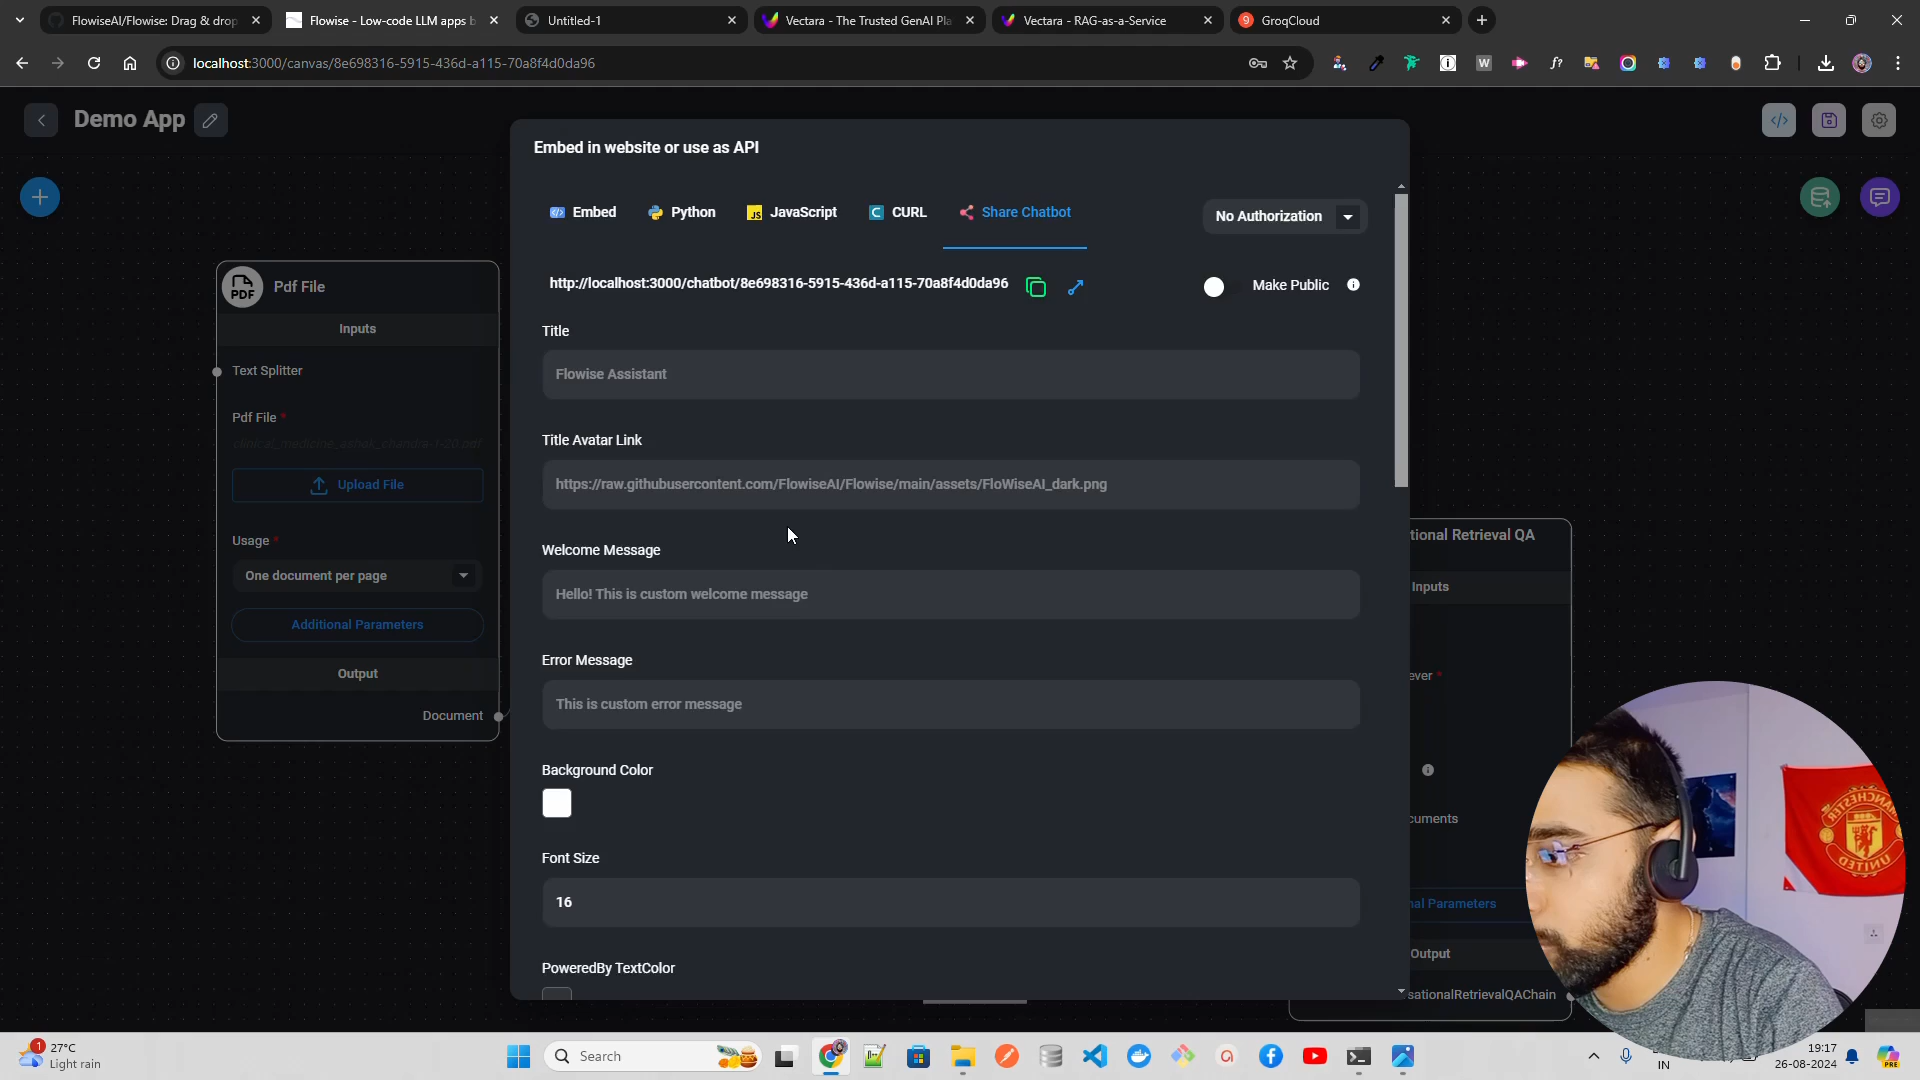 FlowiseAI/Flowise: Drag & drop
Flowise - Low-code LLM apps b
Untitled-1
Vectara - The Trusted GenAI Pla
Vectara - RAG-as-a-Service
GroqCloud
localhost:3000/canvas/8e698316-5915-436d-a115-70a8f4d0da96
Demo App
Embed in website or use as API
Embed
Python
JavaScript
CURL
Share Chatbot
No Authorization
http://localhost:3000/chatbot/8e698316-5915-436d-a115-70a8f4d0da96
Make Public
Title
Flowise Assistant
Title Avatar Link
https://raw.githubusercontent.com/FlowiseAI/Flowise/main/assets/FloWiseAI_dark.png
Welcome Message
Hello! This is custom welcome message
Error Message
This is custom error message
Background Color
Font Size
16
PoweredBy TextColor
PDF
Pdf File
Inputs
Text Splitter
Pdf File *
Upload File
Usage *
One document per page
Additional Parameters
Output
Document
tional Retrieval QA
Inputs
ever *
cuments
nal Parameters
Output
sationalRetrievalQAChain
MANCHESTER
1
27°C
Light rain
Search
IN
19:17
26-08-2024
PRE